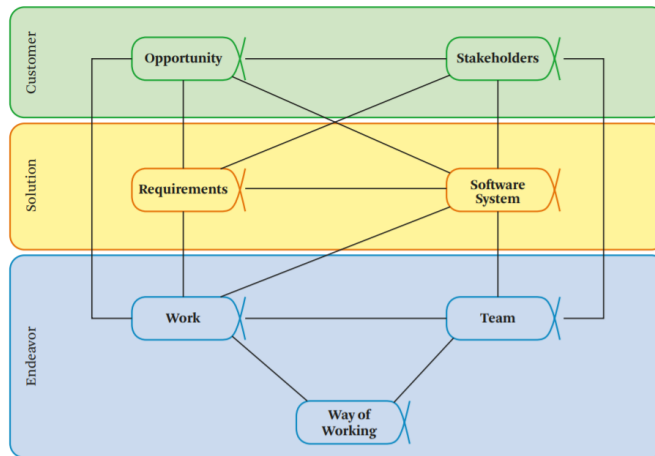 Customer
Opportunity
Stakeholders
Solution
Requirements
Software
System
Endeavor
Work
Team
Way of
Working